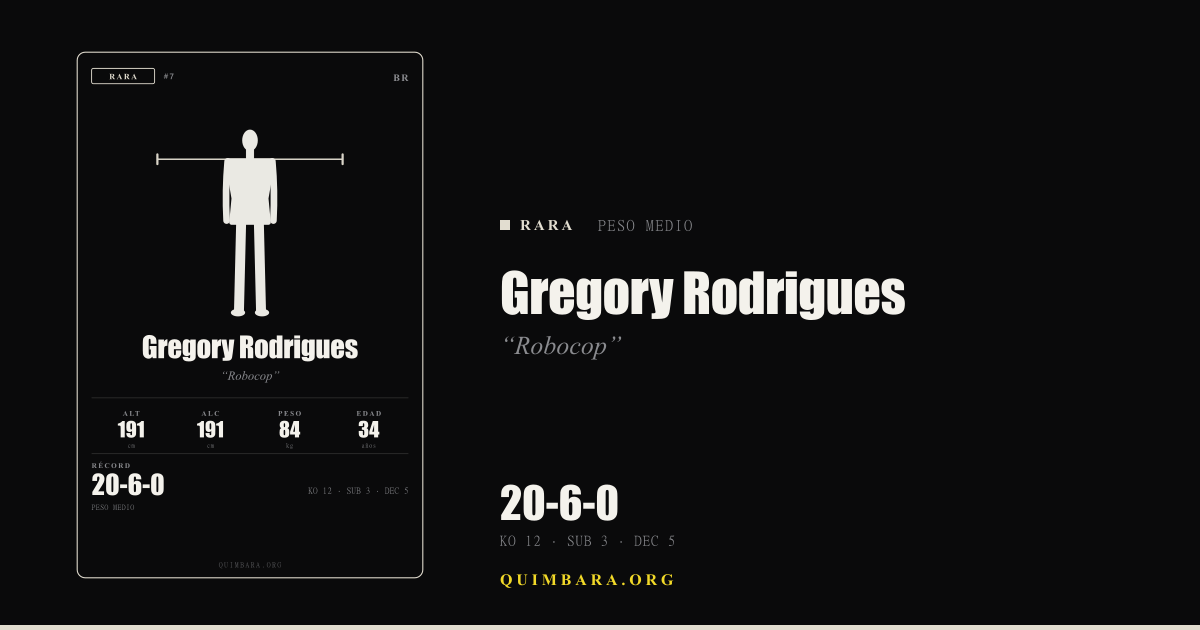 RARA #7 BR
Gregory Rodrigues
“Robocop”
ALT ALC PESO EDAD
191 191 84 34
cm cm kg años
RÉCORD
20-6-0
KO 12 · SUB 3 · DEC 5
PESO MEDIO
QUIMBARA.ORG
RARA PESO MEDIO
Gregory Rodrigues
“Robocop”
20-6-0
KO 12 · SUB 3 · DEC 5
QUIMBARA.ORG